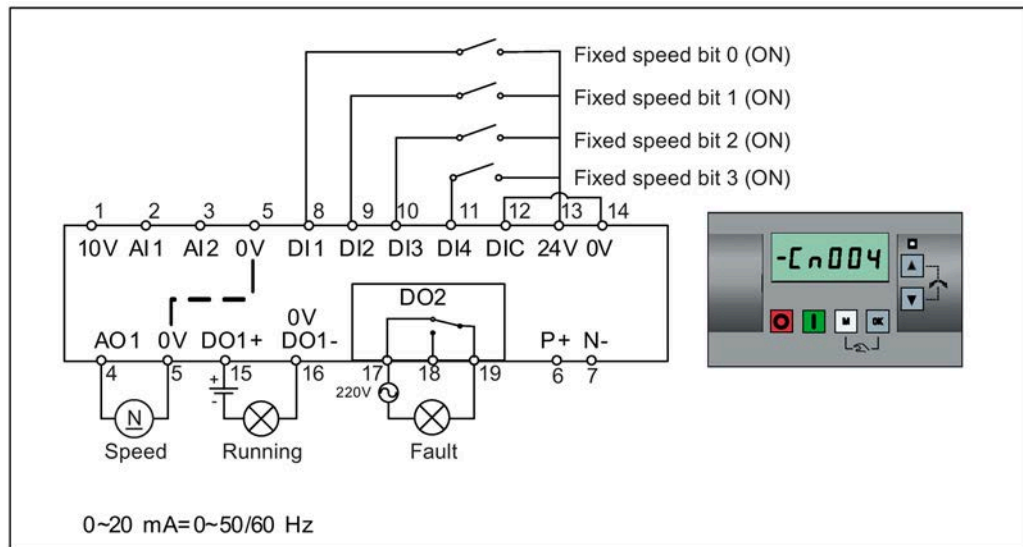 Fixed speed bit 0 (ON)
Fixed speed bit 1 (ON)
Fixed speed bit 2 (ON)
Fixed speed bit 3 (ON)
1 2 3 5 8 9 10 11 12 13 14
10V AI1 AI2 0V DI1 DI2 DI3 DI4 DIC 24V 0V
-Cn004
M OK
DO2
0V
AO1 0V DO1+ DO1- P+ N-
4 5 15 16 17 18 19 6 7
+
-
220V
N
Speed Running Fault
0~20 mA=0~50/60 Hz